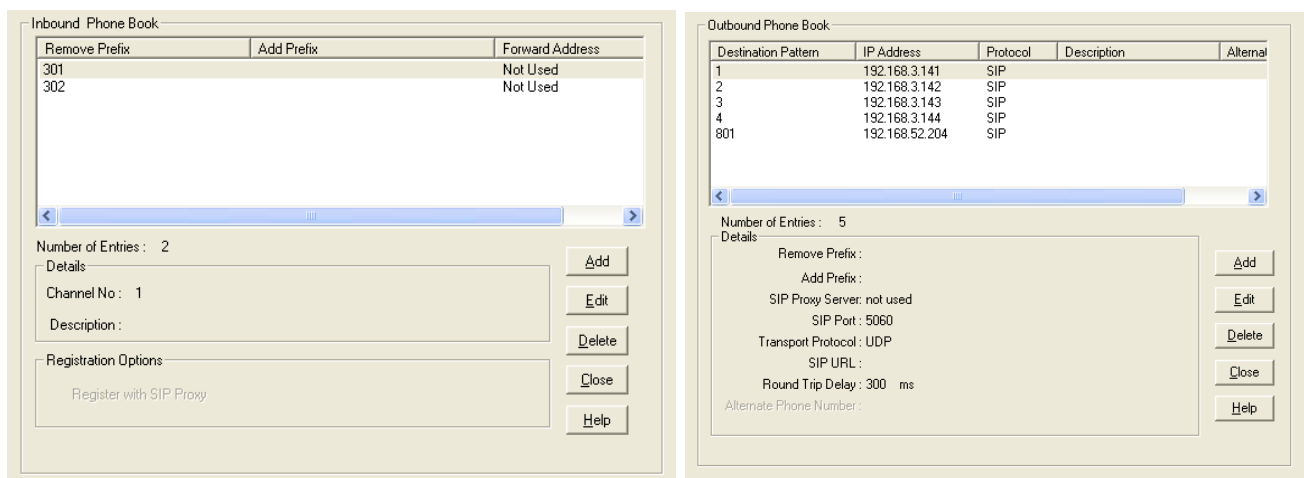 Inbound Phone Book
Remove Prefix Add Prefix Forward Address
301 Not Used
302 Not Used
Number of Entries : 2
Details
Channel No : 1
Description :
Registration Options
Register with SIP Proxy
Add
Edit
Delete
Close
Help
Outbound Phone Book
Destination Pattern IP Address Protocol Description Alternat
1 192.168.3.141 SIP
2 192.168.3.142 SIP
3 192.168.3.143 SIP
4 192.168.3.144 SIP
801 192.168.52.204 SIP
Number of Entries : 5
Details
Remove Prefix :
Add Prefix :
SIP Proxy Server: not used
SIP Port : 5060
Transport Protocol : UDP
SIP URL :
Round Trip Delay : 300 ms
Alternate Phone Number :
Add
Edit
Delete
Close
Help